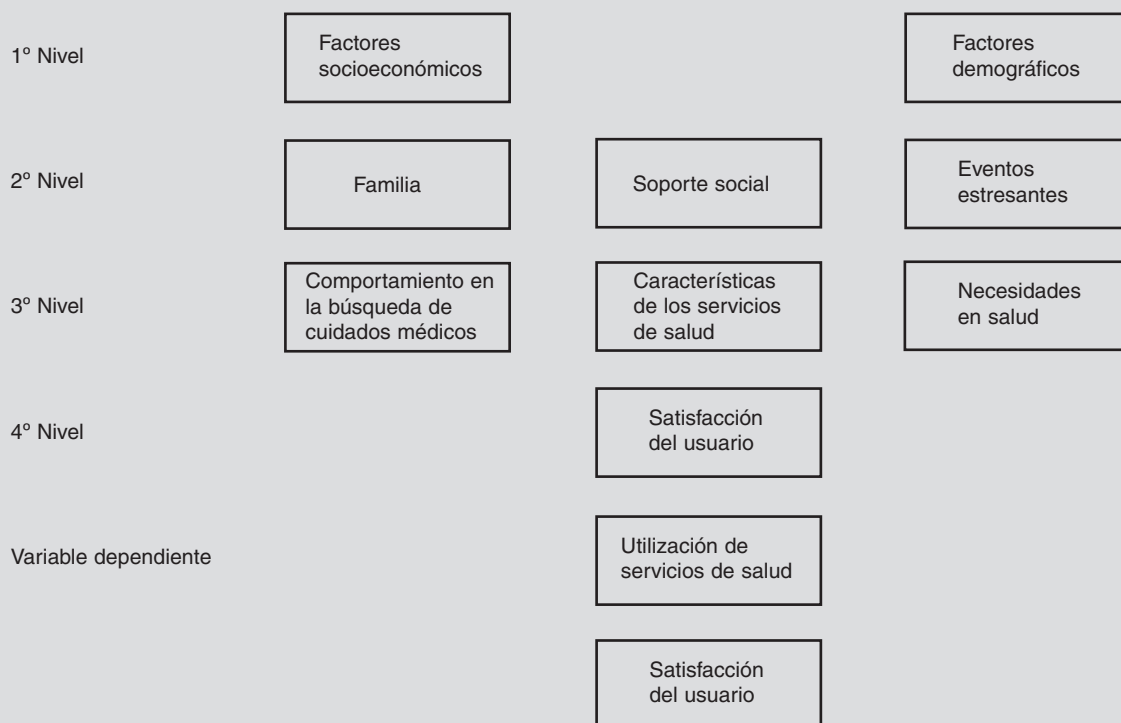 1º Nivel
Factores
socioeconómicos
Factores
demográficos
2º Nivel
Familia
Soporte social
Eventos
estresantes
3º Nivel
Comportamiento en
la búsqueda de
cuidados médicos
Características
de los servicios
de salud
Necesidades
en salud
4º Nivel
Satisfacción
del usuario
Variable dependiente
Utilización de
servicios de salud
Satisfacción
del usuario